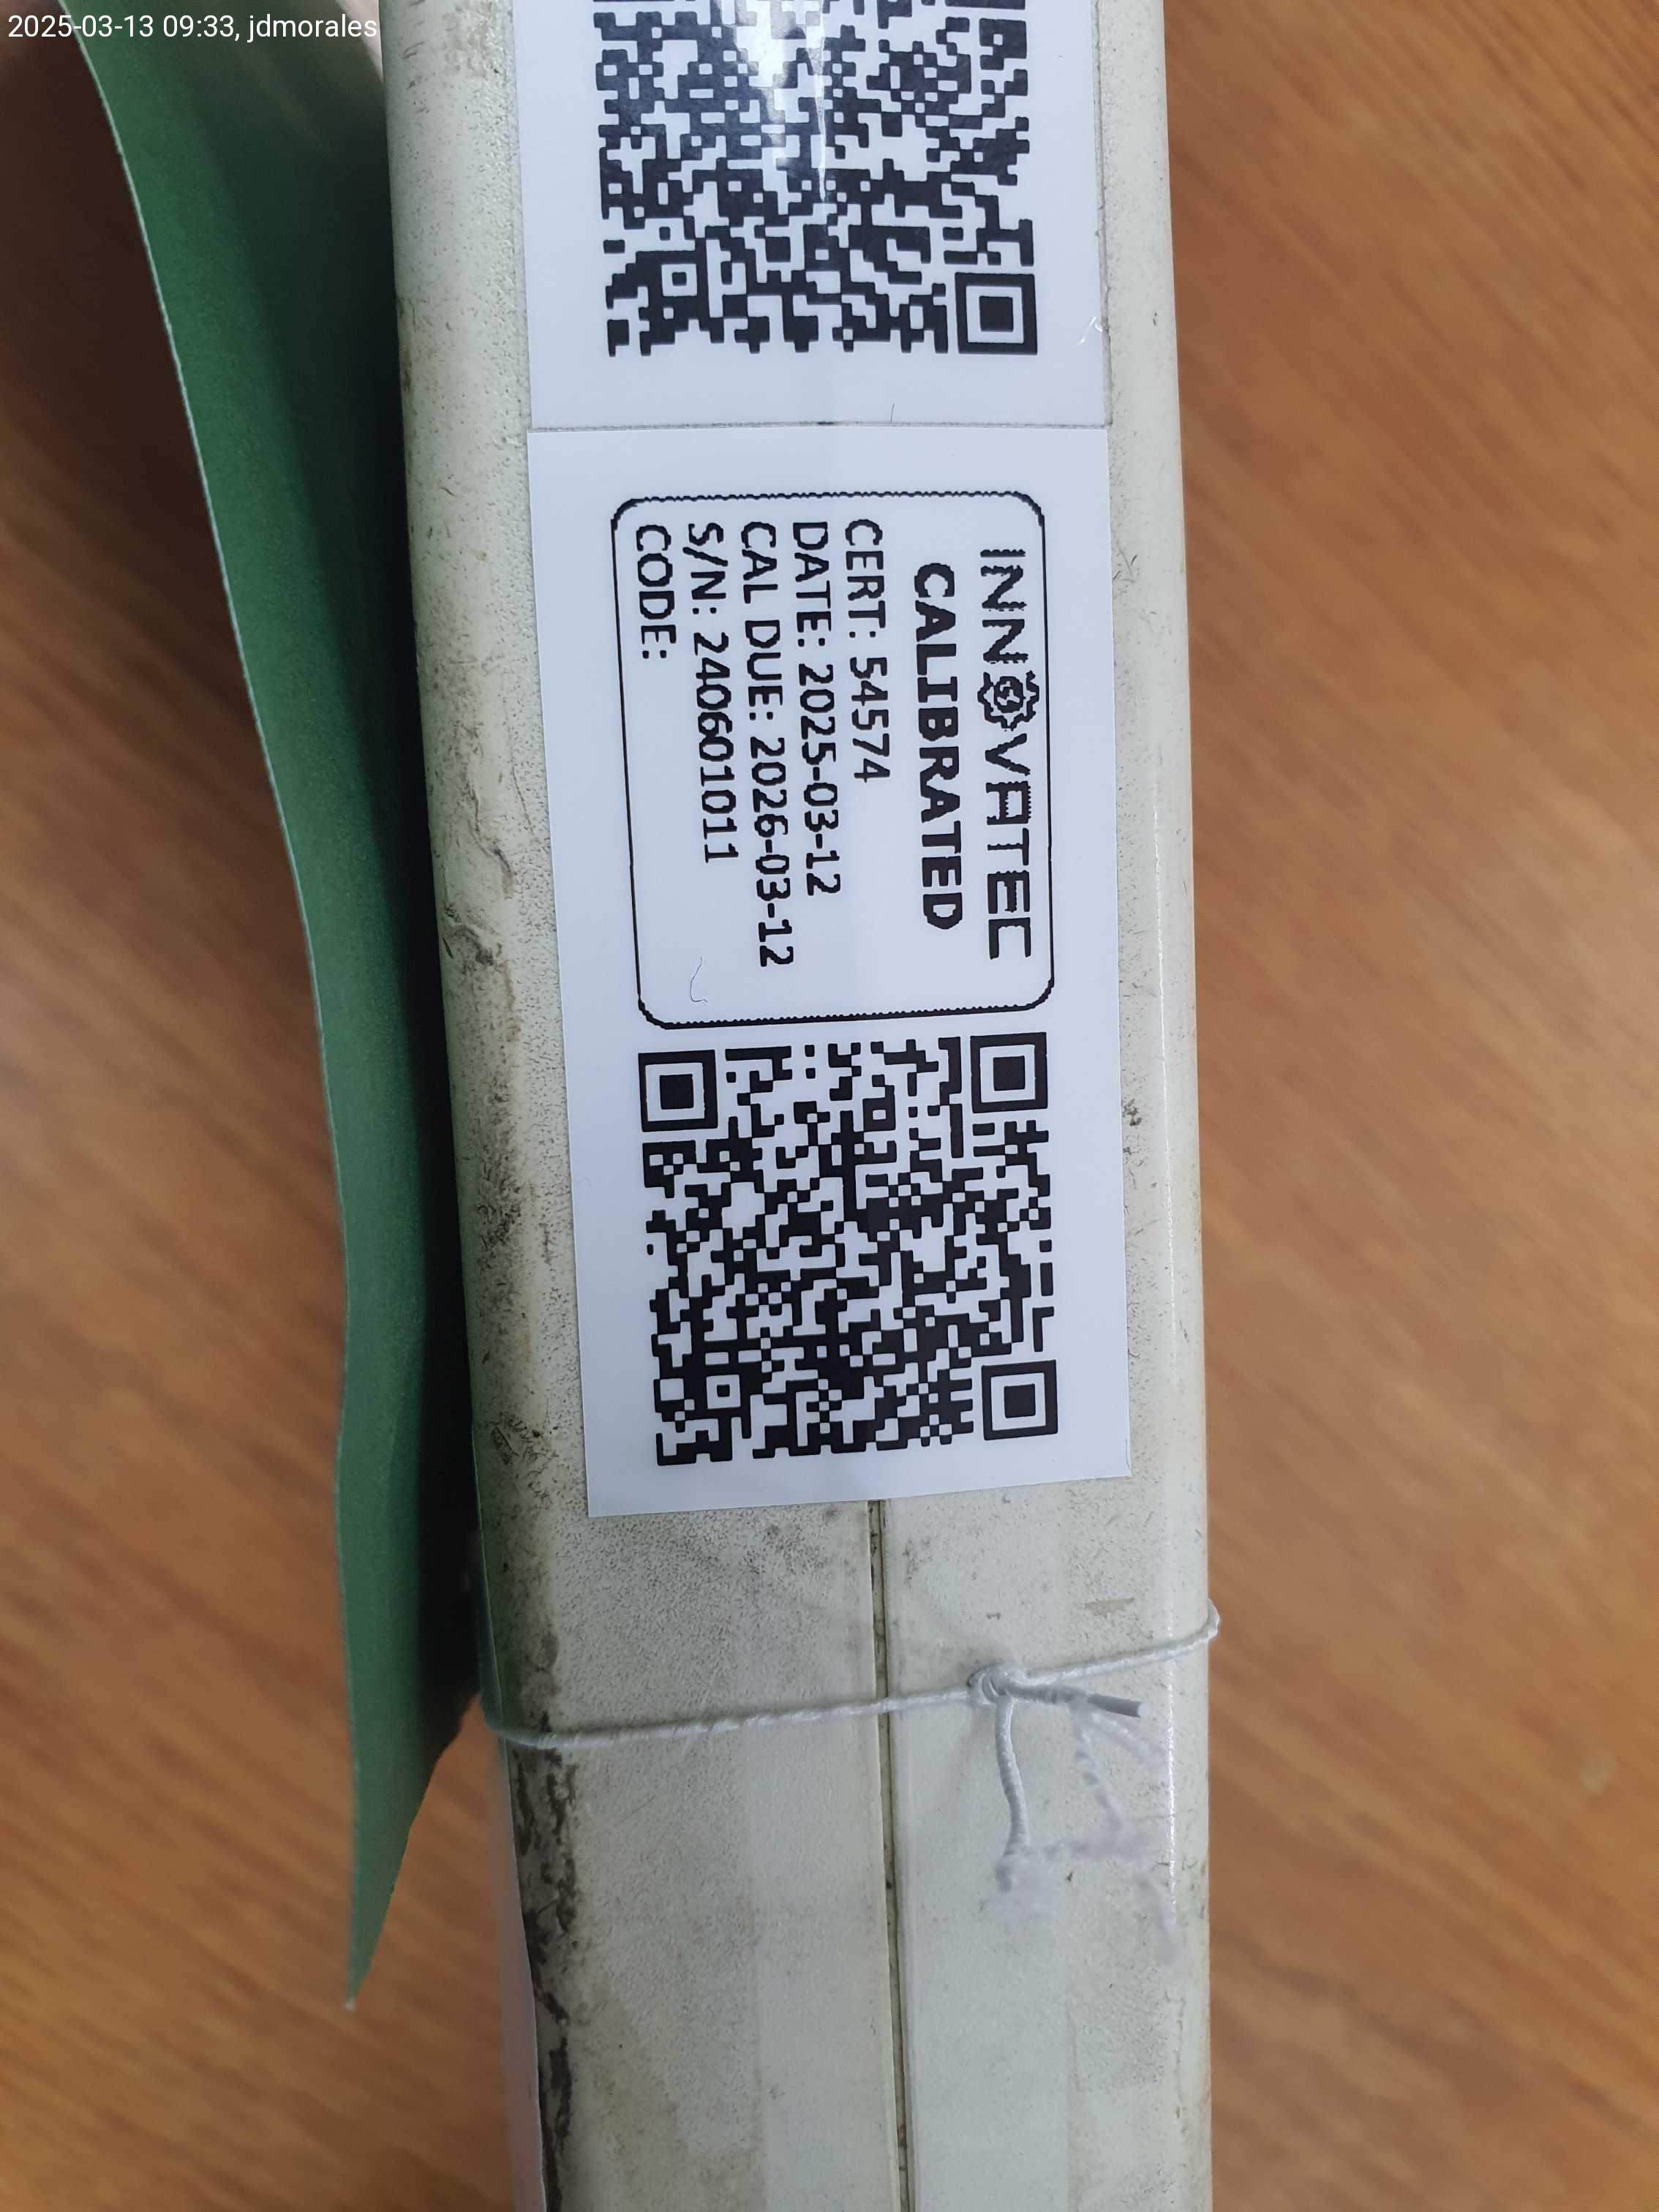 2025-03-13 09:33, jdmorales
INNOVATEC
CALIBRATED
CERT: 54574
DATE: 2025-03-12
CAL DUE: 2026-03-12
S/N: 240601011
CODE: